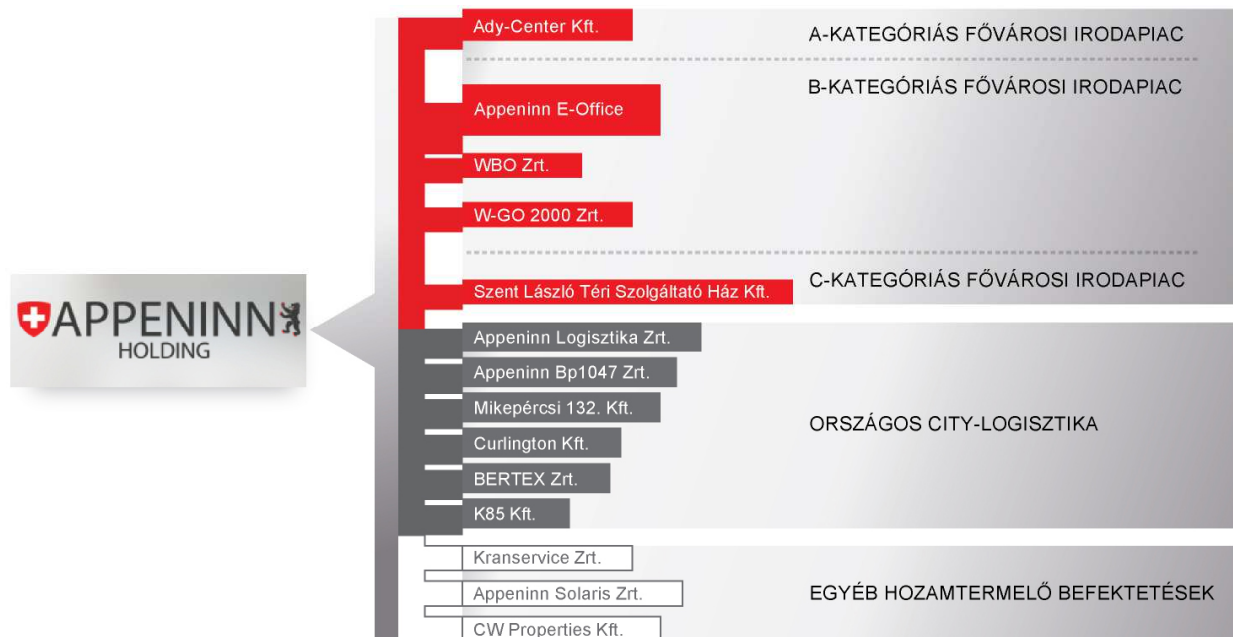 APPENINN
HOLDING
Ady-Center Kft.
A-KATEGÓRIÁS FŐVÁROSI IRODAPIAC
B-KATEGÓRIÁS FŐVÁROSI IRODAPIAC
Appeninn E-Office
WBO Zrt.
W-GO 2000 Zrt.
C-KATEGÓRIÁS FŐVÁROSI IRODAPIAC
Szent László Téri Szolgáltató Ház Kft.
Appeninn Logisztika Zrt.
Appeninn Bp1047 Zrt.
Mikepércsi 132. Kft.
Curlington Kft.
BERTEX Zrt.
K85 Kft.
ORSZÁGOS CITY-LOGISZTIKA
Kranservice Zrt.
Appeninn Solaris Zrt.
CW Properties Kft.
EGYÉB HOZAMTERMELŐ BEFEKTETÉSEK